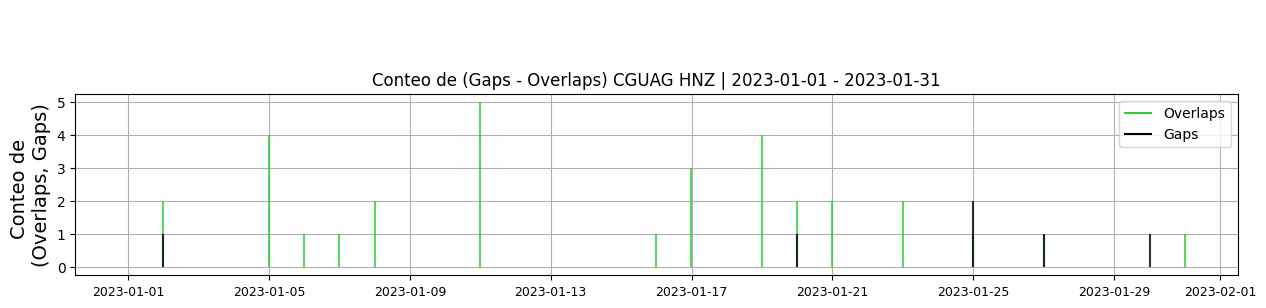 Conteo de (Gaps - Overlaps) CGUAG HNZ | 2023-01-01 - 2023-01-31
Conteo de
(Overlaps, Gaps)
5
4
3
2
1
0
Overlaps
Gaps
2023-01-01 2023-01-05 2023-01-09 2023-01-13 2023-01-17 2023-01-21 2023-01-25 2023-01-29 2023-02-01